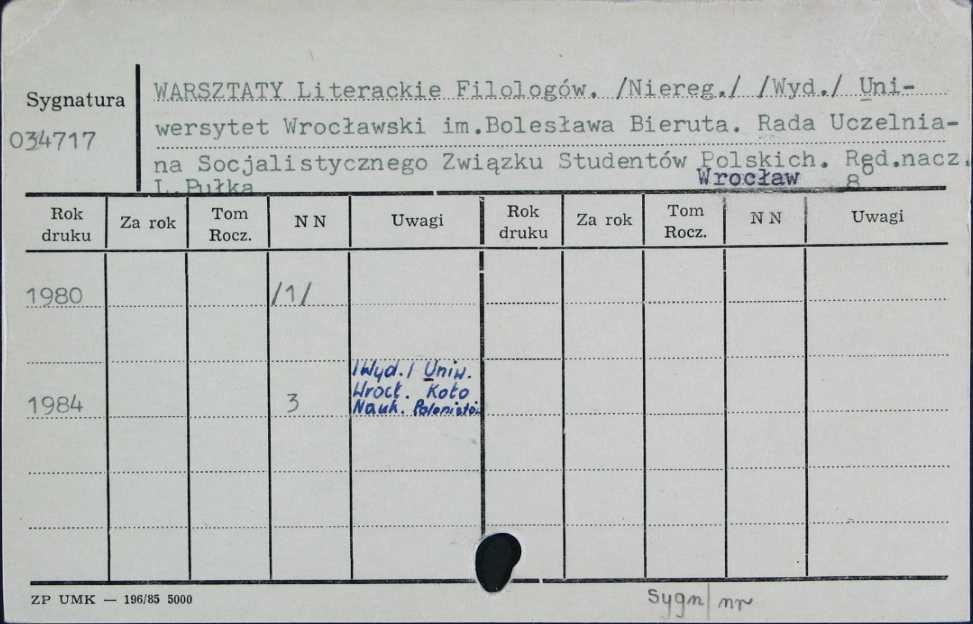 Sygnatura
034717
WARSZTATY Literackie Filologów. /Niereg./ /Wyd./ Uni-
wersytet Wrocławski im.Bolesława Bieruta. Rada Uczelnia-
na Socjalistycznego Związku Studentów Polskich. Red.nacz.
L.Pułka Wrocław 8°
Rok druku Za rok Tom Rocz. N N Uwagi Rok druku Za rok Tom Rocz. N N Uwagi
1980 /1/
/Wyd./ Uniw.
Wrocł. Koło
1984 3 Nauk. Polonistów
ZP UMK — 196/85 5000
Sygn/ nr